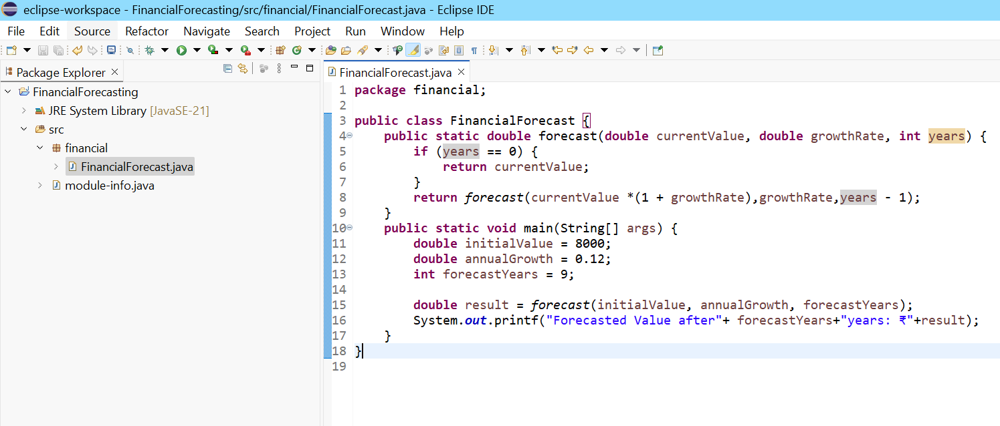 eclipse-workspace - FinancialForecasting/src/financial/FinancialForecast.java - Eclipse IDE
File Edit Source Refactor Navigate Search Project Run Window Help
Package Explorer
FinancialForecasting
JRE System Library [JavaSE-21]
src
financial
FinancialForecast.java
module-info.java
FinancialForecast.java
1 package financial;
2
3 public class FinancialForecast {
4     public static double forecast(double currentValue, double growthRate, int years) {
5         if (years == 0) {
6             return currentValue;
7         }
8         return forecast(currentValue *(1 + growthRate),growthRate,years - 1);
9     }
10     public static void main(String[] args) {
11         double initialValue = 8000;
12         double annualGrowth = 0.12;
13         int forecastYears = 9;
14
15         double result = forecast(initialValue, annualGrowth, forecastYears);
16         System.out.printf("Forecasted Value after"+ forecastYears+"years: ₹"+result);
17     }
18 }
19